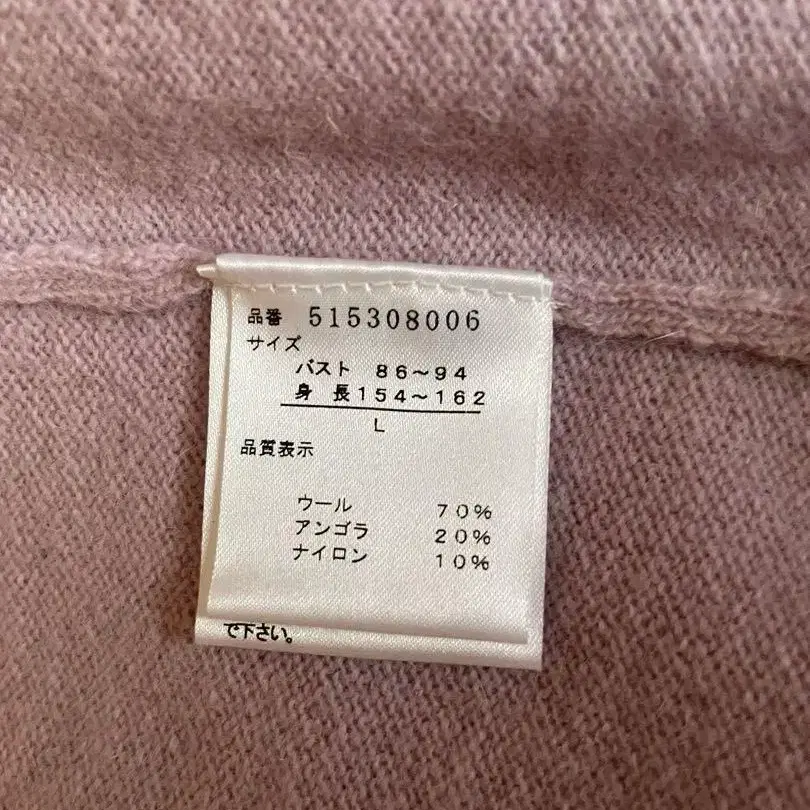 品番 515308006
サイズ
バスト 86～94
身 長154～162
L
品質表示
ウール 70%
アンゴラ 20%
ナイロン 10%
で下さい。